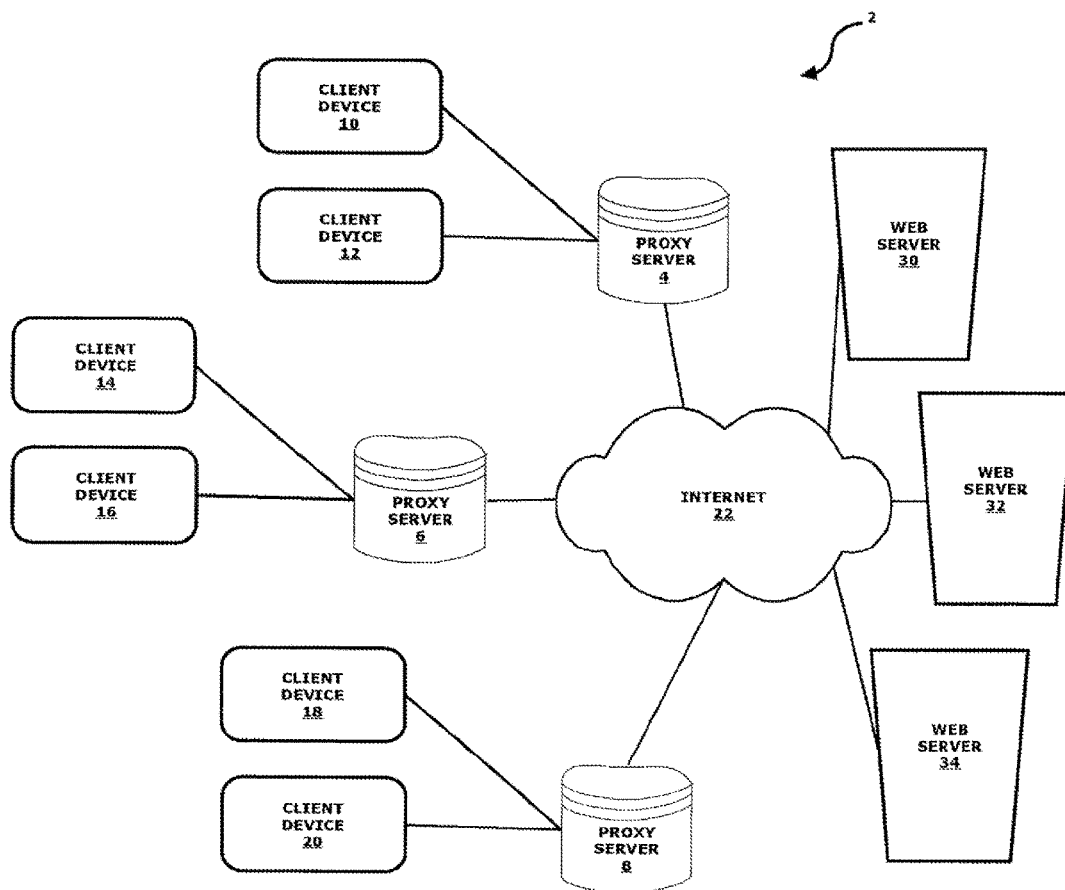 2
CLIENT
DEVICE
10
CLIENT
DEVICE
12
PROXY
SERVER
4
WEB
SERVER
30
CLIENT
DEVICE
14
CLIENT
DEVICE
16
PROXY
SERVER
6
INTERNET
22
WEB
SERVER
32
CLIENT
DEVICE
18
CLIENT
DEVICE
20
PROXY
SERVER
8
WEB
SERVER
34